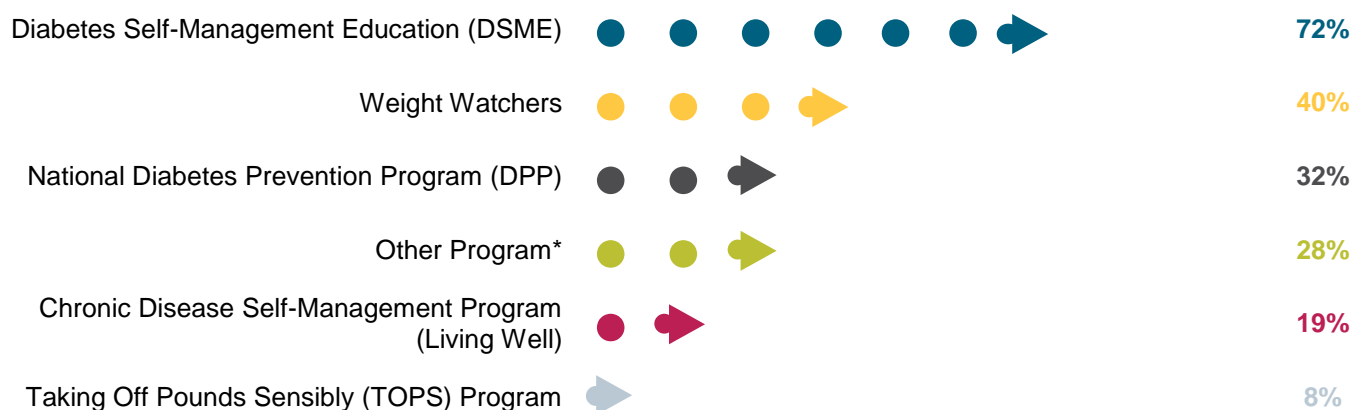 Diabetes Self-Management Education (DSME) 72%
Weight Watchers 40%
National Diabetes Prevention Program (DPP) 32%
Other Program* 28%
Chronic Disease Self-Management Program
(Living Well) 19%
Taking Off Pounds Sensibly (TOPS) Program 8%